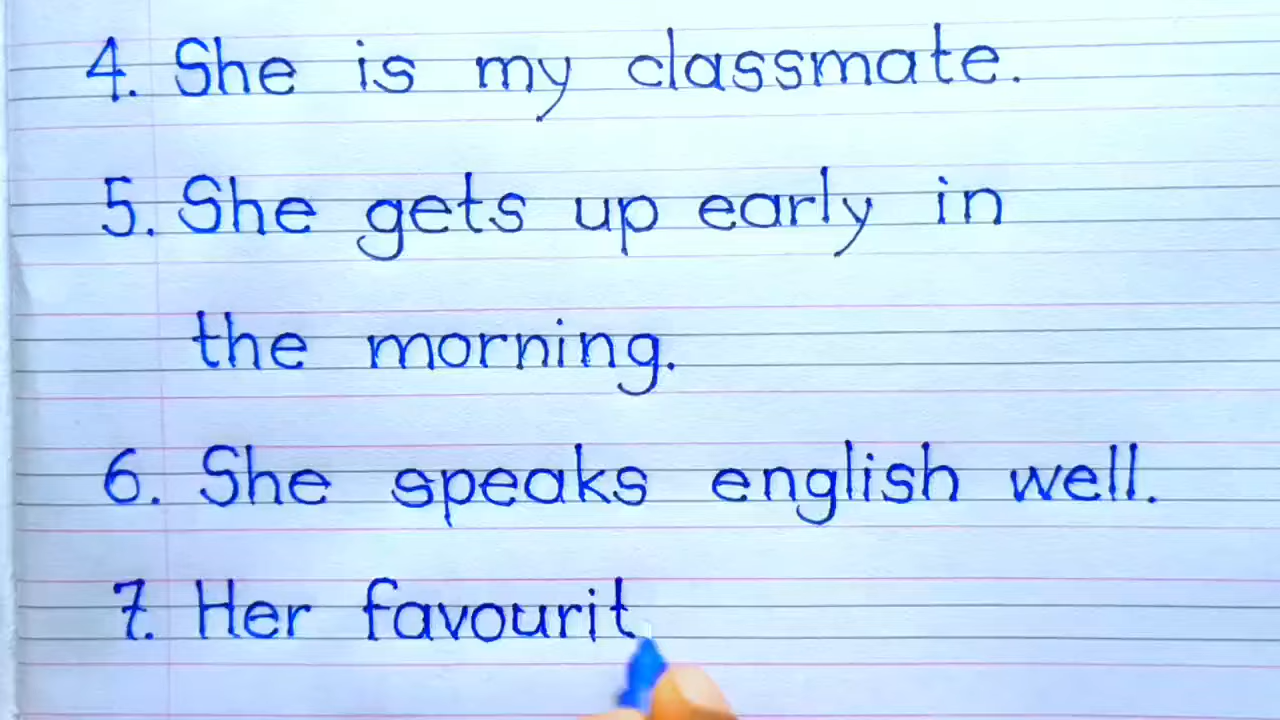 4. She is my classmate.
5. She gets up early in
the morning.
6. She speaks english well.
7. Her favourit